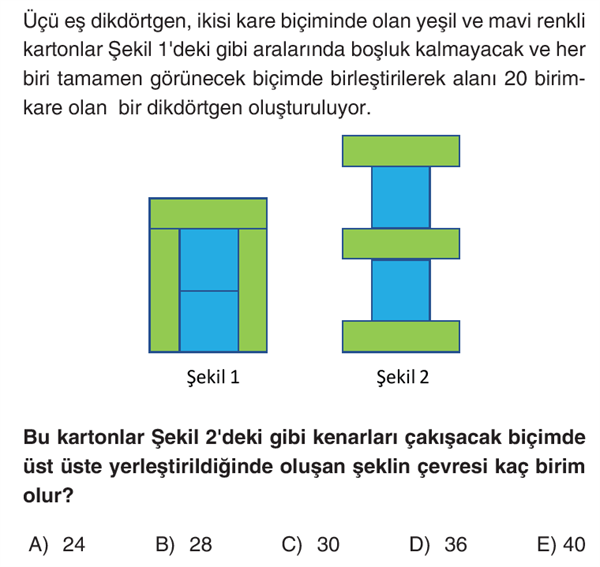 Üçü eş dikdörtgen, ikisi kare biçiminde olan yeşil ve mavi renkli
kartonlar Şekil 1'deki gibi aralarında boşluk kalmayacak ve her
biri tamamen görünecek biçimde birleştirilerek alanı 20 birim-
kare olan bir dikdörtgen oluşturuluyor.
Şekil 1
Şekil 2
Bu kartonlar Şekil 2'deki gibi kenarları çakışacak biçimde
üst üste yerleştirildiğinde oluşan şeklin çevresi kaç birim
olur?
A) 24 B) 28 C) 30 D) 36 E) 40